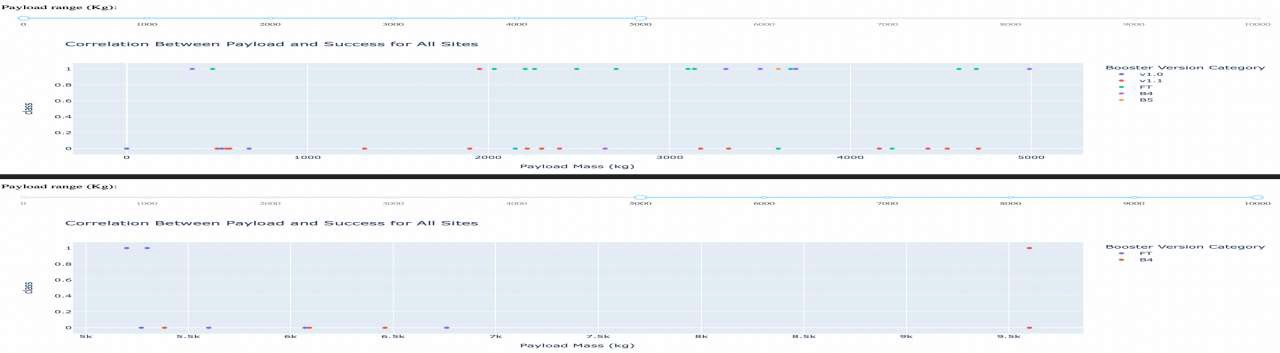 Payload range (Kg):
0 1000 2000 3000 4000 5000 6000 7000 8000 9000 10000
Correlation Between Payload and Success for All Sites
1
0.8
0.6
0.4
0.2
0
class
0 1000 2000 3000 4000 5000
Payload Mass (kg)
Booster Version Category
v1.0
v1.1
FT
B4
B5
Payload range (Kg):
0 1000 2000 3000 4000 5000 6000 7000 8000 9000 10000
Correlation Between Payload and Success for All Sites
1
0.8
0.6
0.4
0.2
0
class
5k 5.5k 6k 6.5k 7k 7.5k 8k 8.5k 9k 9.5k
Payload Mass (kg)
Booster Version Category
FT
B4